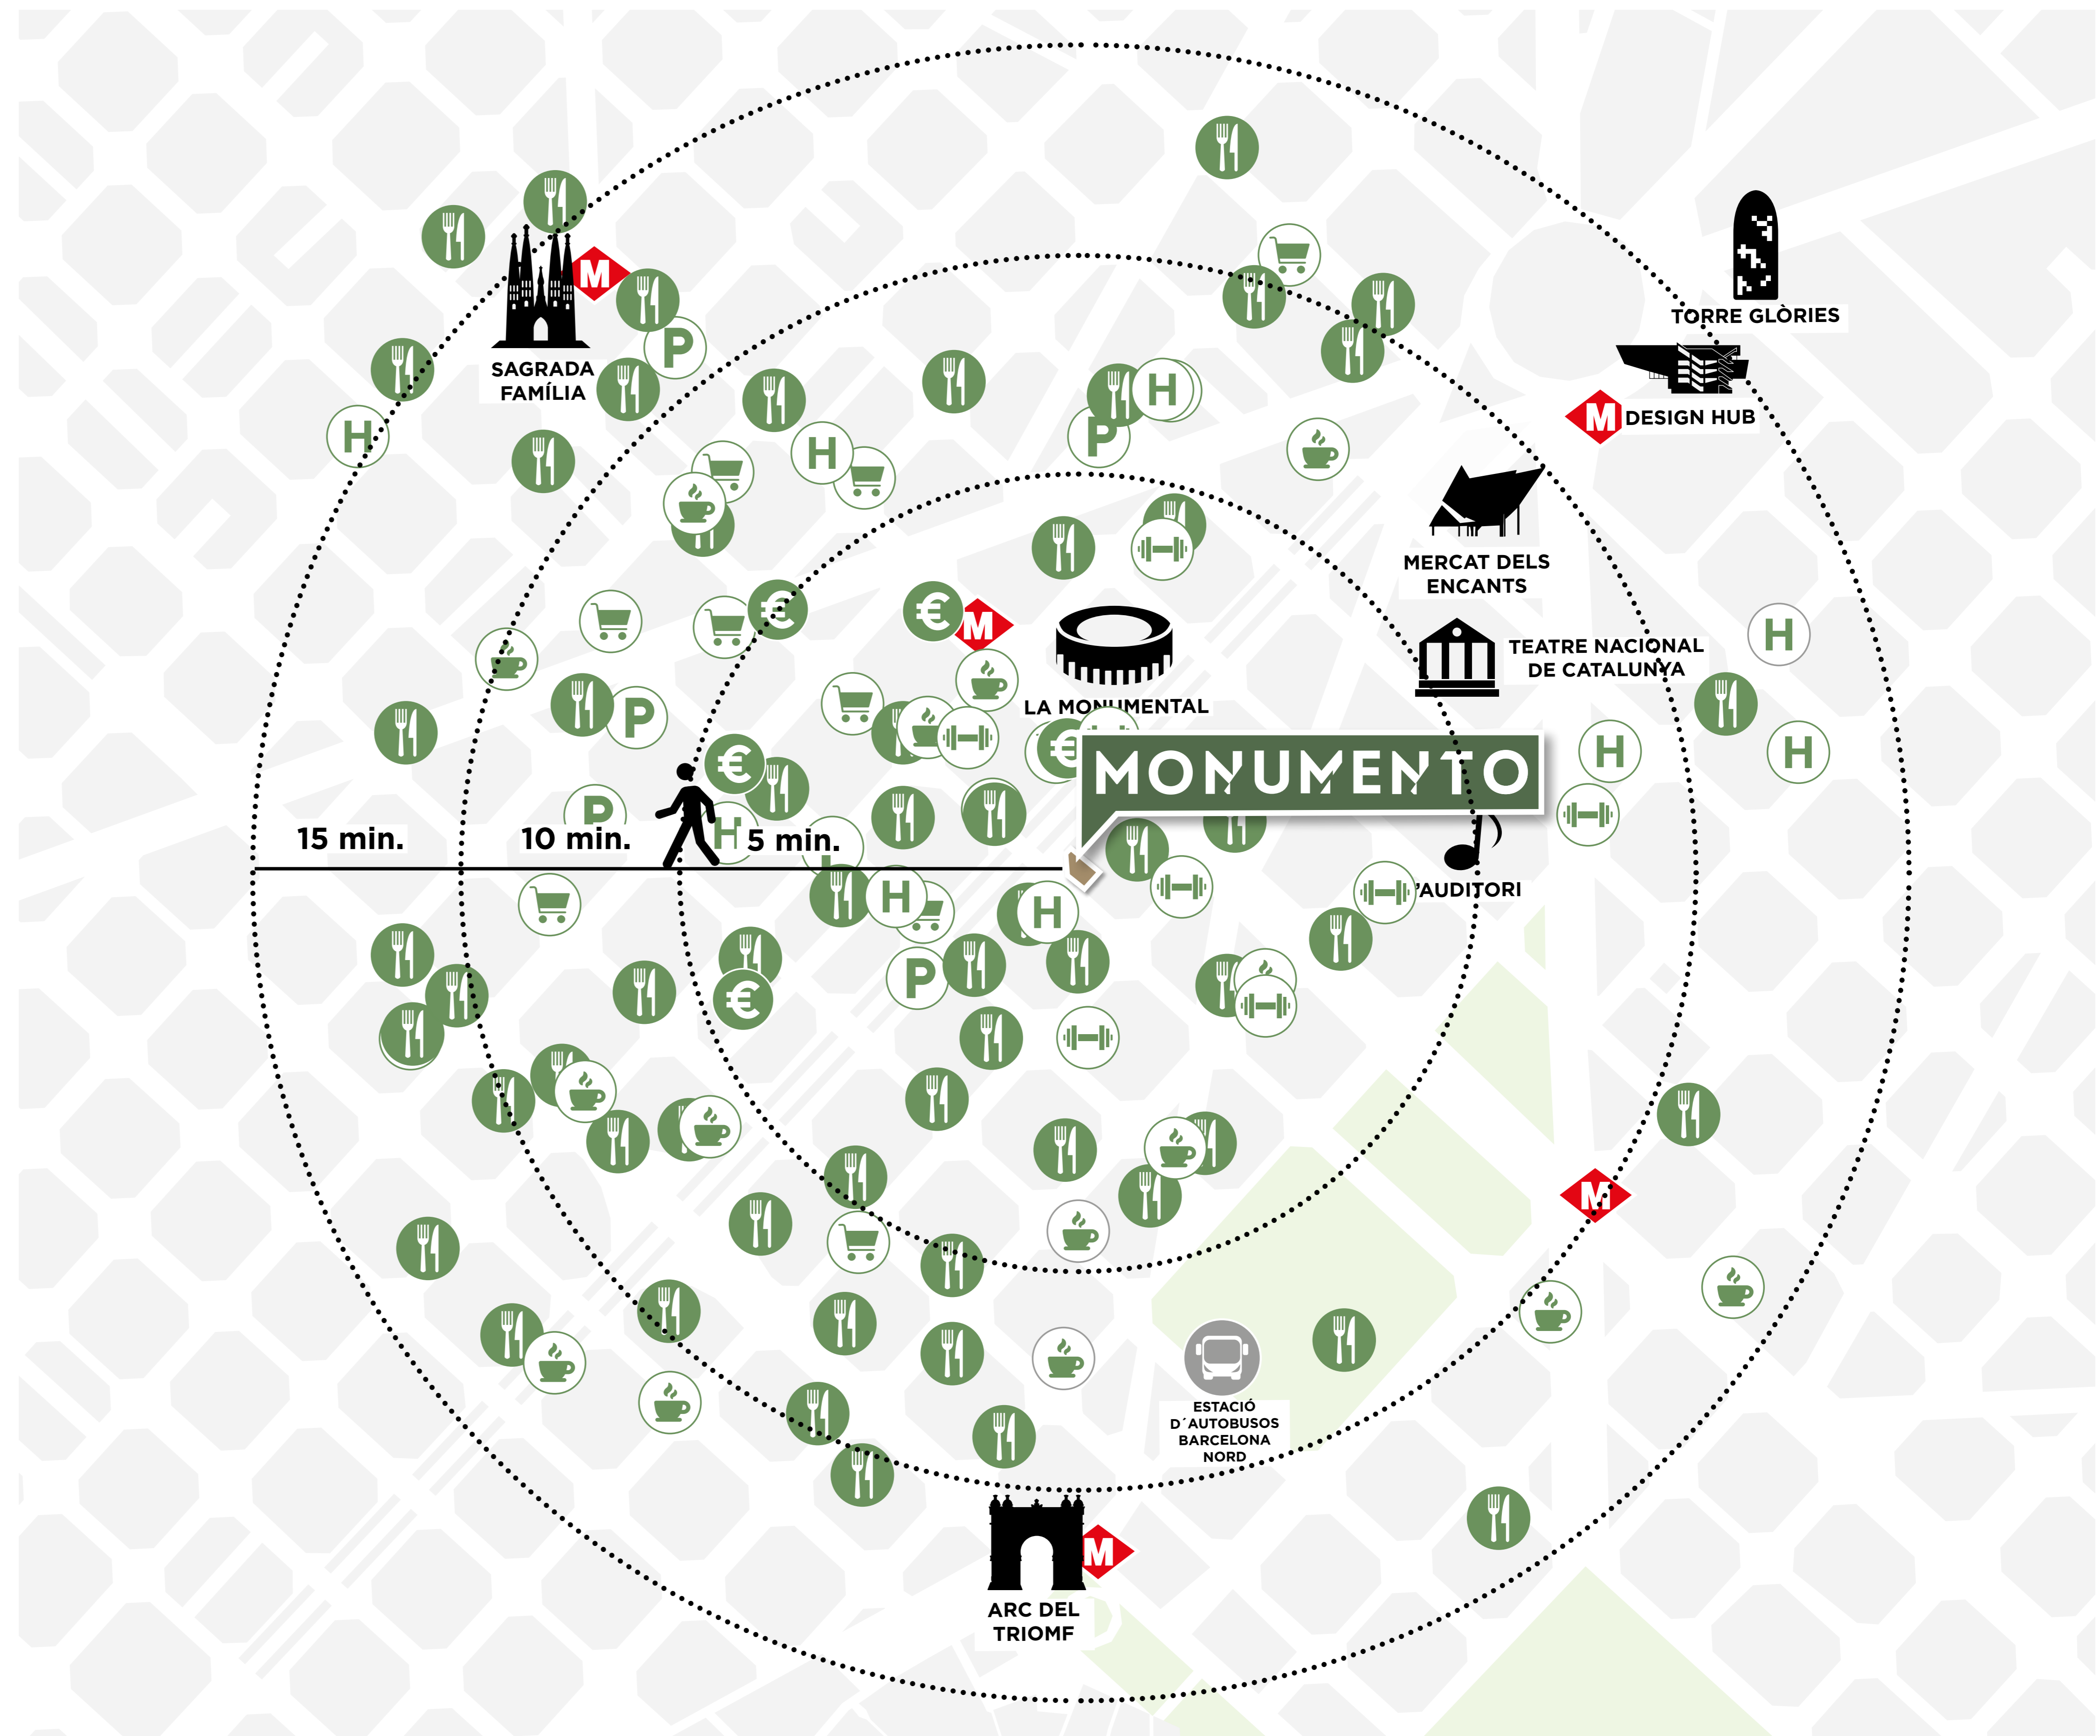 M
SAGRADA
FAMÍLIA
P
H
H
H
P
TORRE GLÒRIES
M
DESIGN HUB
MERCAT DELS
ENCANTS
€
€
M
TEATRE NACIONAL
DE CATALUNYA
H
LA MONUMENTAL
P
H
H
€
€
MONUMENTO
P
H
15 min.
10 min.
5 min.
'AUDITORI
H
H
P
€
M
ESTACIÓ
D´AUTOBUSOS
BARCELONA
NORD
M
ARC DEL
TRIOMF